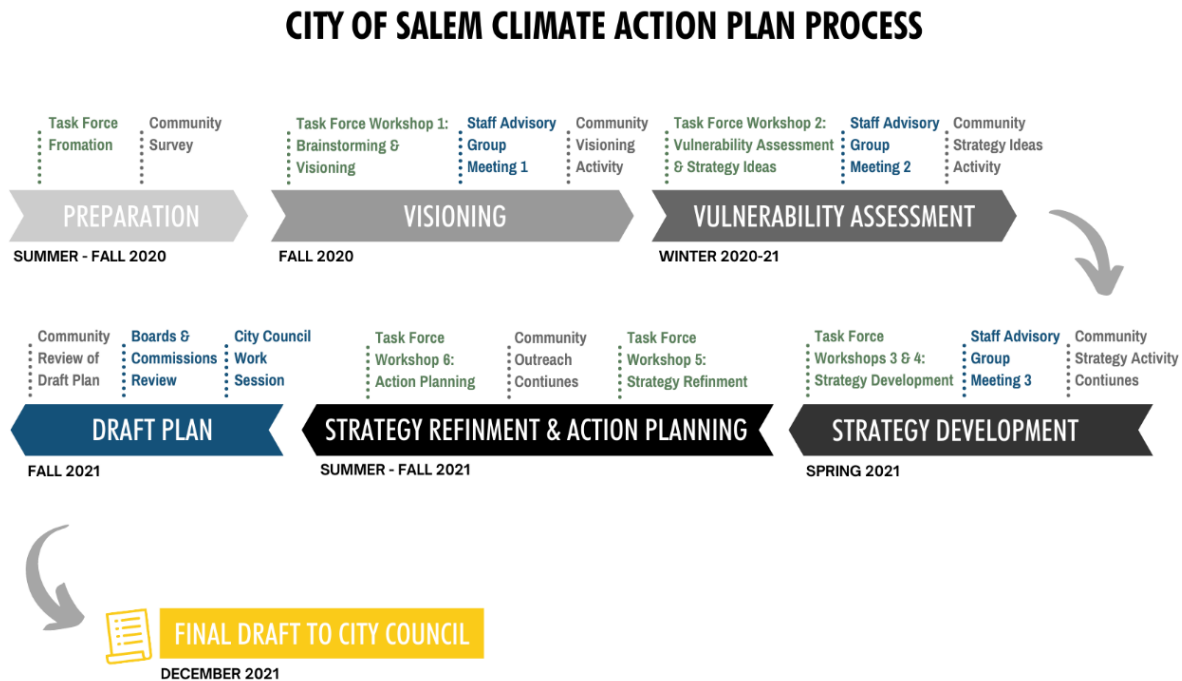 CITY OF SALEM CLIMATE ACTION PLAN PROCESS
Task Force
Fromation
Community
Survey
PREPARATION
SUMMER - FALL 2020
Task Force Workshop 1:
Brainstorming &
Visioning
Staff Advisory
Group
Meeting 1
Community
Visioning
Activity
VISIONING
FALL 2020
Task Force Workshop 2:
Vulnerability Assessment
& Strategy Ideas
Staff Advisory
Group
Meeting 2
Community
Strategy Ideas
Activity
VULNERABILITY ASSESSMENT
WINTER 2020-21
Task Force
Workshops 3 & 4:
Strategy Development
Staff Advisory
Group
Meeting 3
Community
Strategy Activity
Contiunes
STRATEGY DEVELOPMENT
SPRING 2021
Task Force
Workshop 6:
Action Planning
Community
Outreach
Contiunes
Task Force
Workshop 5:
Strategy Refinment
STRATEGY REFINMENT & ACTION PLANNING
SUMMER - FALL 2021
Community
Review of
Draft Plan
Boards &
Commissions
Review
City Council
Work
Session
DRAFT PLAN
FALL 2021
FINAL DRAFT TO CITY COUNCIL
DECEMBER 2021